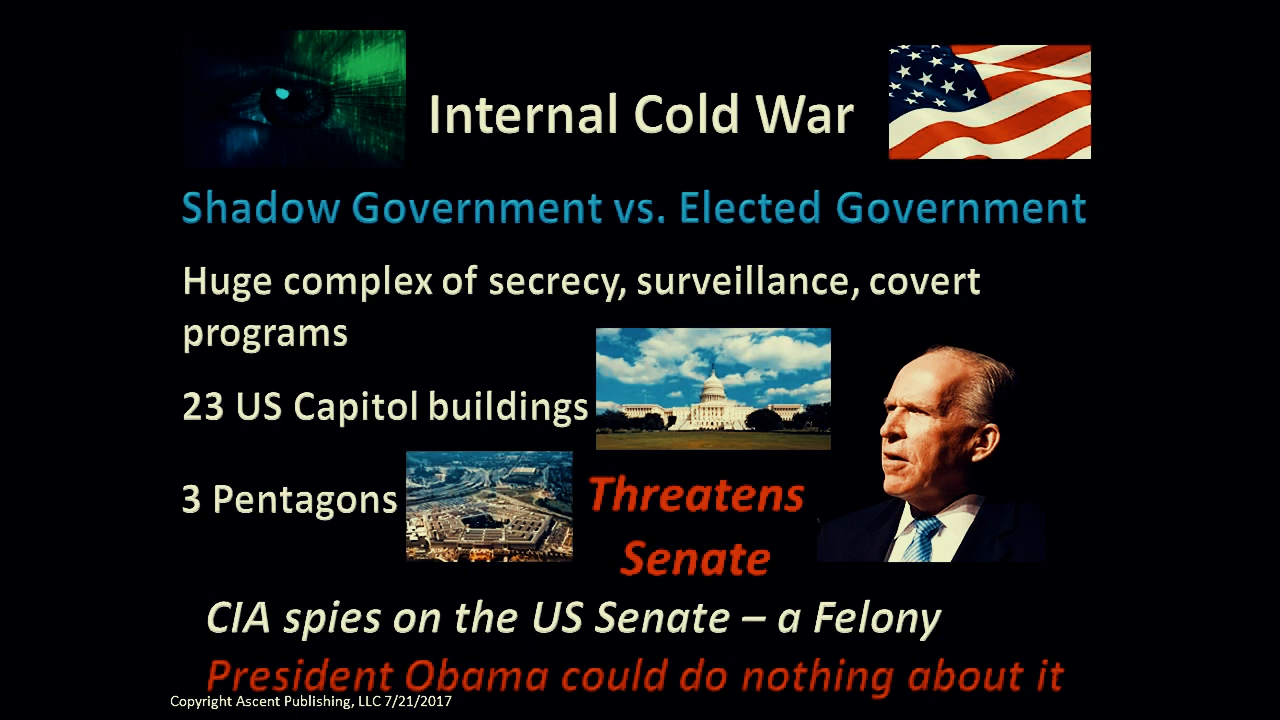 Internal Cold War
Shadow Government vs. Elected Government
Huge complex of secrecy, surveillance, covert
programs
23 US Capitol buildings
3 Pentagons
Threatens
Senate
CIA spies on the US Senate – a Felony
President Obama could do nothing about it
Copyright Ascent Publishing, LLC 7/21/2017